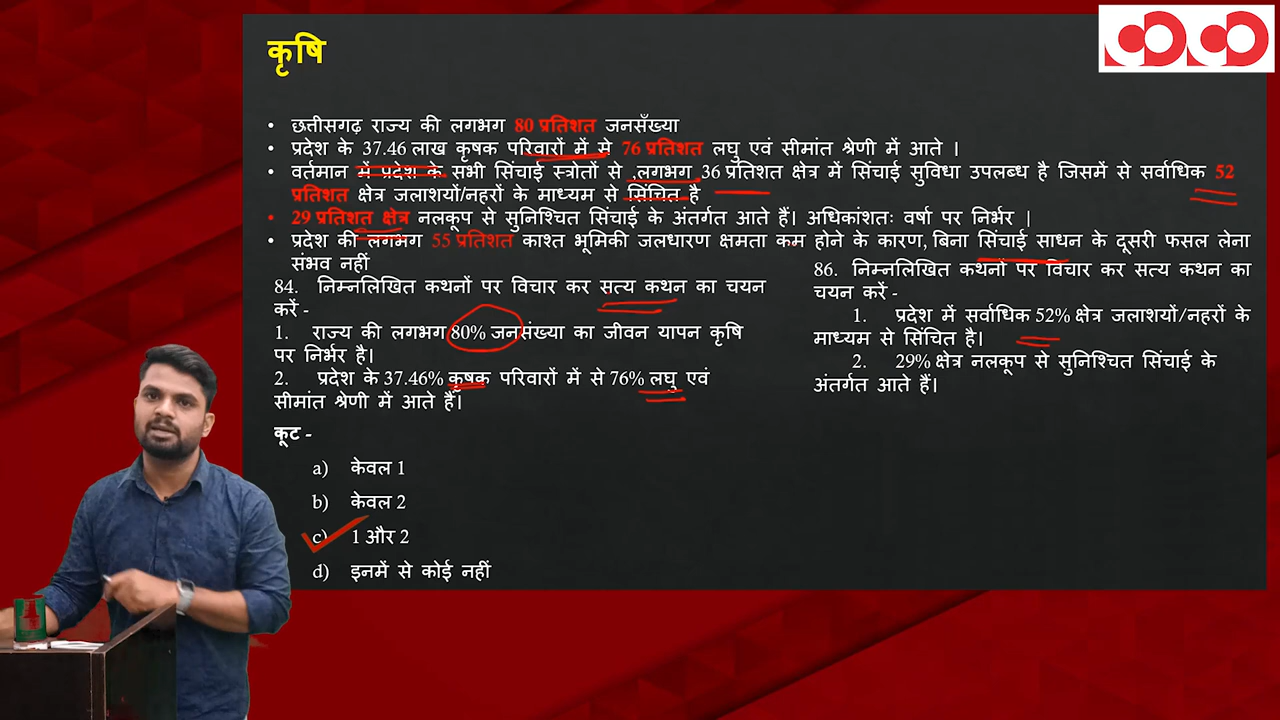 कृषि
• छत्तीसगढ़ राज्य की लगभग 80 प्रतिशत जनसँख्या
• प्रदेश के 37.46 लाख कृषक परिवारों में से 76 प्रतिशत लघु एवं सीमांत श्रेणी में आते ।
• वर्तमान में प्रदेश के सभी सिंचाई स्त्रोतों से ,लगभग 36 प्रतिशत क्षेत्र में सिंचाई सुविधा उपलब्ध है जिसमें से सर्वाधिक 52
प्रतिशत क्षेत्र जलाशयों/नहरों के माध्यम से सिंचित है
• 29 प्रतिशत क्षेत्र नलकूप से सुनिश्चित सिंचाई के अंतर्गत आते हैं। अधिकांशतः वर्षा पर निर्भर |
• प्रदेश की लगभग 55 प्रतिशत काश्त भूमिकी जलधारण क्षमता कम होने के कारण, बिना सिंचाई साधन के दूसरी फसल लेना
संभव नहीं
84. निम्नलिखित कथनों पर विचार कर सत्य कथन का चयन
करें -
1. राज्य की लगभग 80% जनसंख्या का जीवन यापन कृषि
पर निर्भर है।
2. प्रदेश के 37.46% कृषक परिवारों में से 76% लघु एवं
सीमांत श्रेणी में आते हैं।
कूट -
a) केवल 1
b) केवल 2
c) 1 और 2
d) इनमें से कोई नहीं
86. निम्नलिखित कथनों पर विचार कर सत्य कथन का
चयन करें -
1. प्रदेश में सर्वाधिक 52% क्षेत्र जलाशयों/नहरों के
माध्यम से सिंचित है।
2. 29% क्षेत्र नलकूप से सुनिश्चित सिंचाई के
अंतर्गत आते हैं।